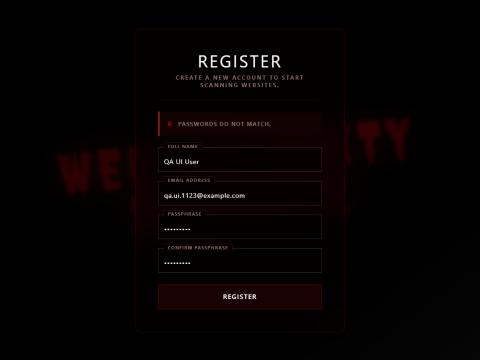 REGISTER
CREATE A NEW ACCOUNT TO START
SCANNING WEBSITES.
PASSWORDS DO NOT MATCH.
FULL NAME
QA UI User
EMAIL ADDRESS
qa.ui.1123@example.com
PASSPHRASE
•••••••••
CONFIRM PASSPHRASE
•••••••••
REGISTER